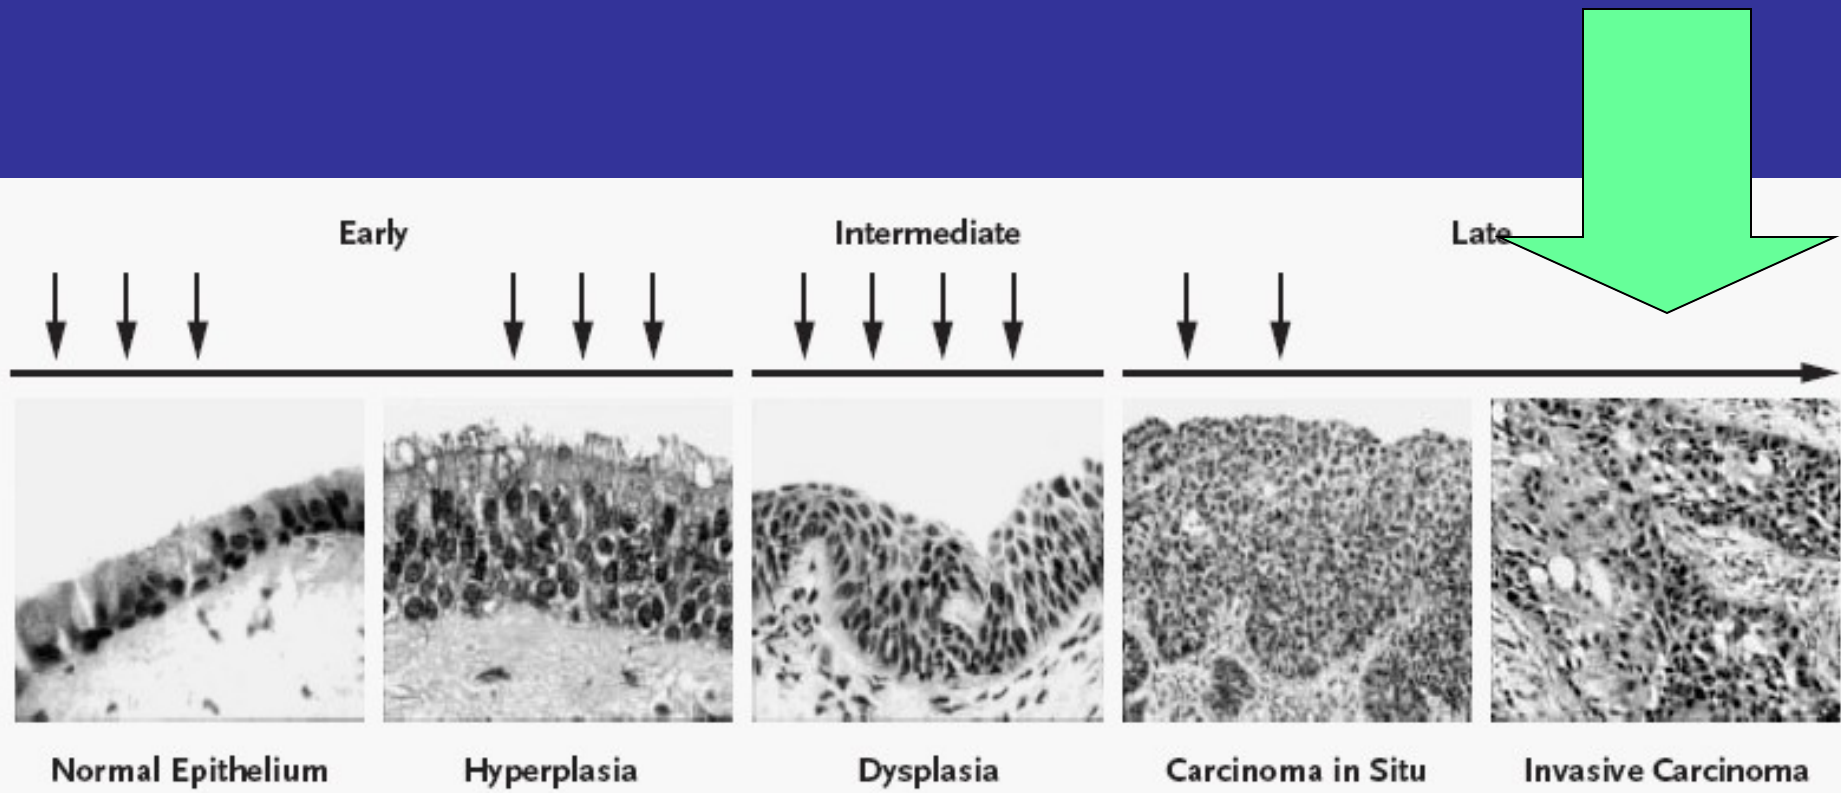 Early Intermediate Late
Normal Epithelium Hyperplasia Dysplasia Carcinoma in Situ Invasive Carcinoma